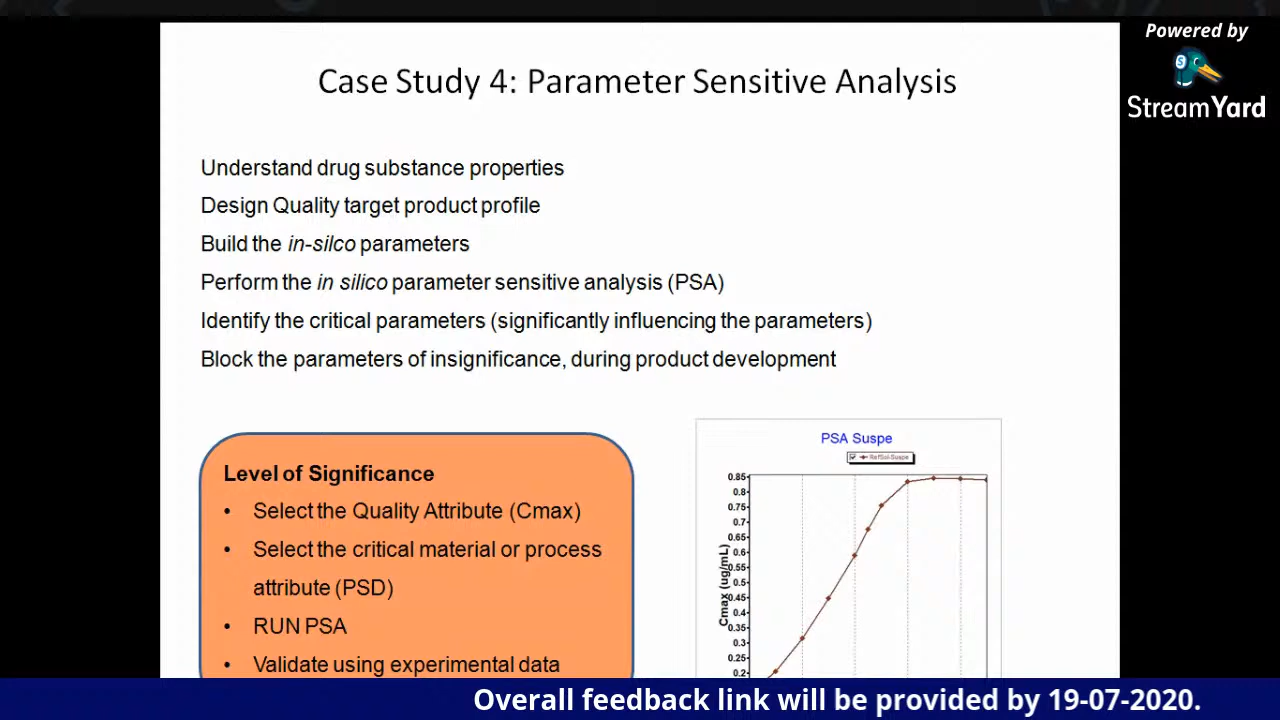 Powered by
StreamYard
Case Study 4: Parameter Sensitive Analysis
Understand drug substance properties
Design Quality target product profile
Build the in-silco parameters
Perform the in silico parameter sensitive analysis (PSA)
Identify the critical parameters (significantly influencing the parameters)
Block the parameters of insignificance, during product development
Level of Significance
• Select the Quality Attribute (Cmax)
• Select the critical material or process
attribute (PSD)
• RUN PSA
• Validate using experimental data
PSA Suspe
RefSol-Suspe
0.85
0.8
0.75
0.7
0.65
0.6
0.55
0.5
0.45
0.4
0.35
0.3
0.25
0.2
Cmax (ug/mL)
Overall feedback link will be provided by 19-07-2020.